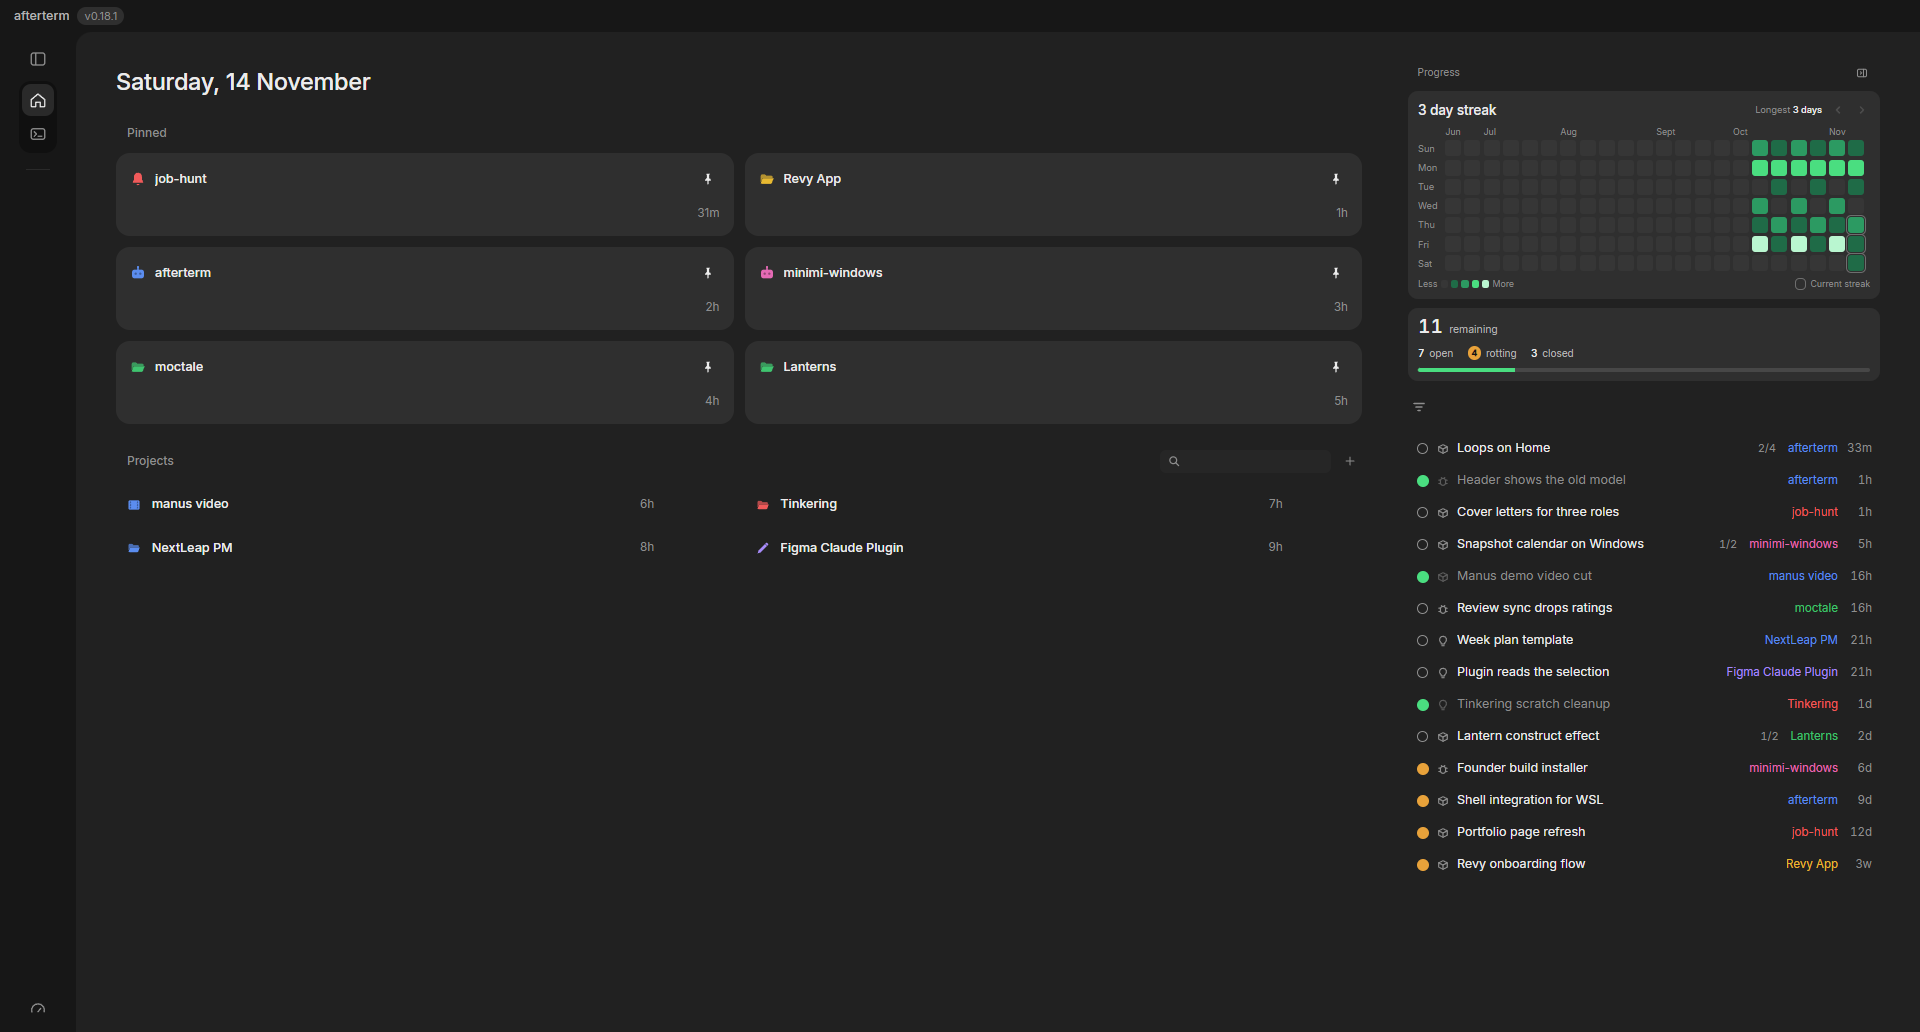 afterterm v0.18.1
Saturday, 14 November
Pinned
job-hunt
31m
Revy App
1h
afterterm
2h
minimi-windows
3h
moctale
4h
Lanterns
5h
Projects
manus video 6h
Tinkering 7h
NextLeap PM 8h
Figma Claude Plugin 9h
Progress
3 day streak Longest 3 days
Jun Jul Aug Sept Oct Nov
Sun
Mon
Tue
Wed
Thu
Fri
Sat
Less More Current streak
11 remaining
7 open 4 rotting 3 closed
Loops on Home 2/4 afterterm 33m
Header shows the old model afterterm 1h
Cover letters for three roles job-hunt 1h
Snapshot calendar on Windows 1/2 minimi-windows 5h
Manus demo video cut manus video 16h
Review sync drops ratings moctale 16h
Week plan template NextLeap PM 21h
Plugin reads the selection Figma Claude Plugin 21h
Tinkering scratch cleanup Tinkering 1d
Lantern construct effect 1/2 Lanterns 2d
Founder build installer minimi-windows 6d
Shell integration for WSL afterterm 9d
Portfolio page refresh job-hunt 12d
Revy onboarding flow Revy App 3w